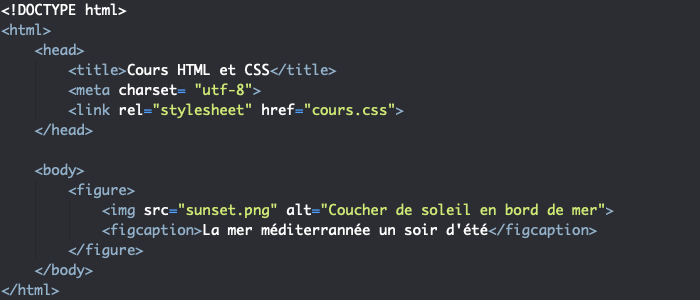 <!DOCTYPE html>
<html>
<head>
<title>Cours HTML et CSS</title>
<meta charset= "utf-8">
<link rel="stylesheet" href="cours.css">
</head>
<body>
<figure>
<img src="sunset.png" alt="Coucher de soleil en bord de mer">
<figcaption>La mer méditerrannée un soir d'été</figcaption>
</figure>
</body>
</html>